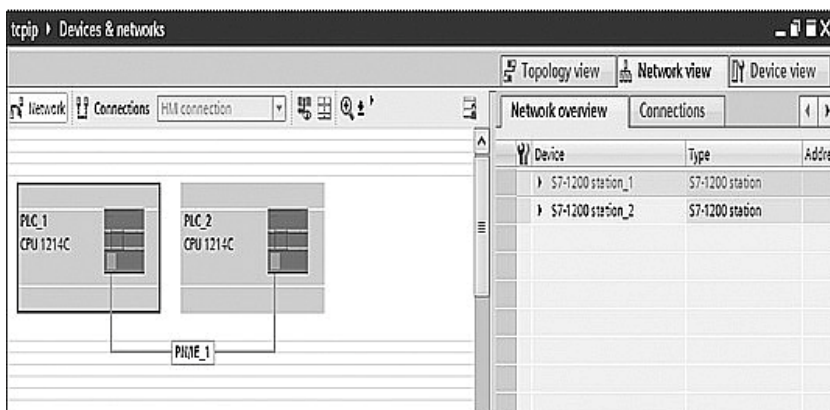 tcpip ▸ Devices & networks
Topology view Network view Device view
Network Connections HMI connection
Network overview Connections
Device Type Addre
S7-1200 station_1 S7-1200 station
S7-1200 station_2 S7-1200 station
PLC_1
CPU 1214C
PLC_2
CPU 1214C
PN/IE_1